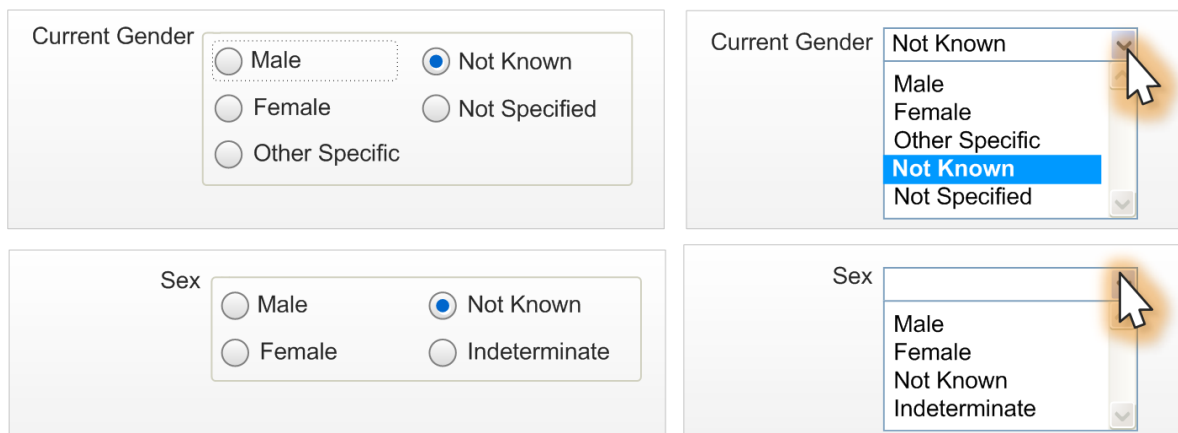 Current Gender
Male
Not Known
Female
Not Specified
Other Specific
Current Gender
Not Known
Male
Female
Other Specific
Not Known
Not Specified
Sex
Male
Not Known
Female
Indeterminate
Sex
Male
Female
Not Known
Indeterminate